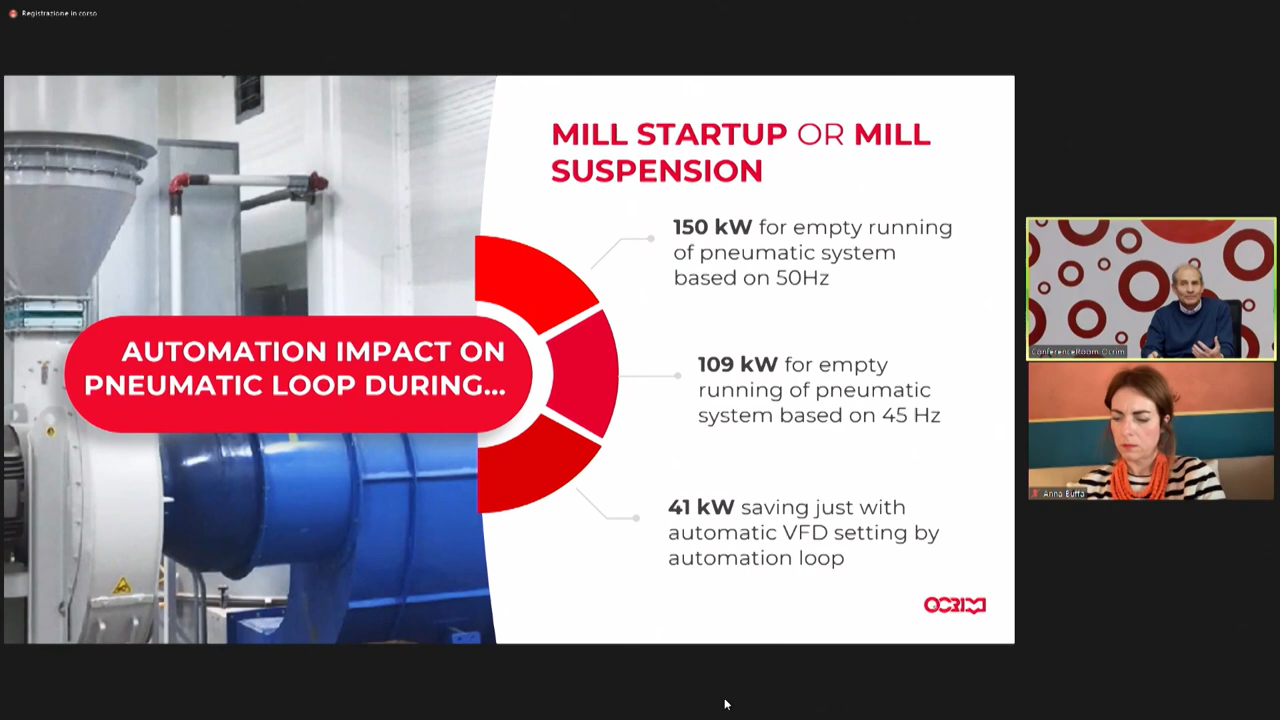 Registrazione in corso
AUTOMATION IMPACT ON
PNEUMATIC LOOP DURING...
MILL STARTUP OR MILL
SUSPENSION
150 kW for empty running
of pneumatic system
based on 50Hz
109 kW for empty
running of pneumatic
system based on 45 Hz
41 kW saving just with
automatic VFD setting by
automation loop
OCRIM
ConferenceRoom Ocrim
Anna Buffa